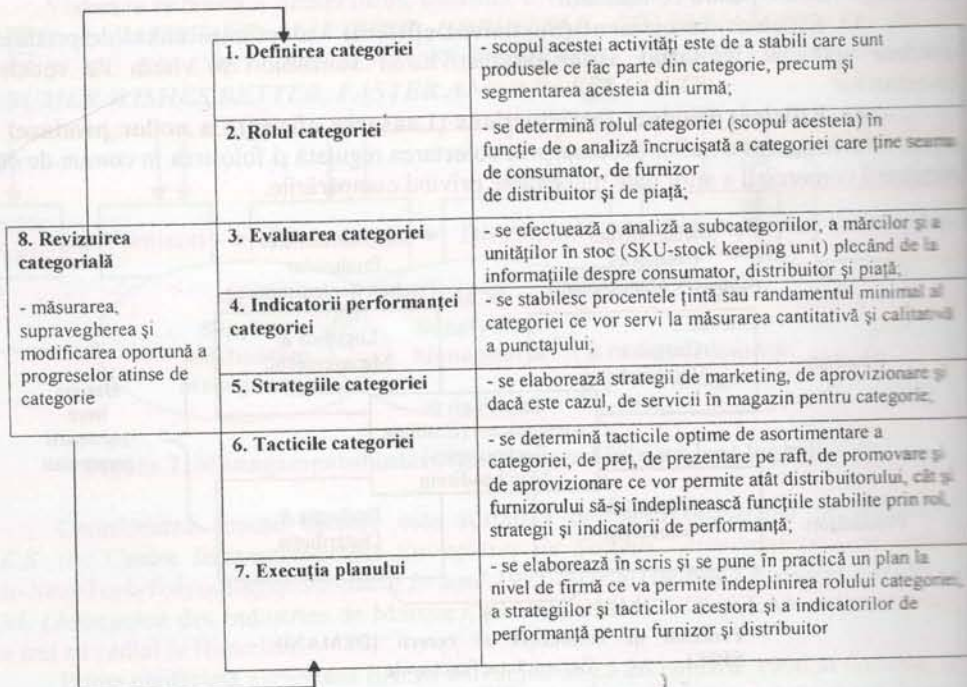 1. Definirea categoriei
- scopul acestei activități este de a stabili care sunt
produsele ce fac parte din categorie, precum și
segmentarea acesteia din urmă;
2. Rolul categoriei
- se determină rolul categoriei (scopul acesteia) în
funcție de o analiză încrucișată a categoriei care ține seama
de consumator, de furnizor
de distribuitor și de piață;
8. Revizuirea
categorială
- măsurarea,
supravegherea și
modificarea oportună a
progreselor atinse de
categorie
3. Evaluarea categoriei
- se efectuează o analiză a subcategoriilor, a mărcilor și a
unităților în stoc (SKU-stock keeping unit) plecând de la
informațiile despre consumator, distribuitor și piață;
4. Indicatorii performanței
categoriei
- se stabilesc procentele țintă sau randamentul minimal al
categoriei ce vor servi la măsurarea cantitativă și calitativă
a punctajului;
5. Strategiile categoriei
- se elaborează strategii de marketing, de aprovizionare și
dacă este cazul, de servicii în magazin pentru categorie;
6. Tacticile categoriei
- se determină tacticile optime de asortimentare a
categoriei, de preț, de prezentare pe raft, de promovare și
de aprovizionare ce vor permite atât distribuitorului, cât și
furnizorului să-și îndeplinească funcțiile stabilite prin rol,
strategii și indicatorii de performanță;
7. Execuția planului
- se elaborează în scris și se pune în practică un plan la
nivel de firmă ce va permite îndeplinirea rolului categoriei,
a strategiilor și tacticilor acestora și a indicatorilor de
performanță pentru furnizor și distribuitor